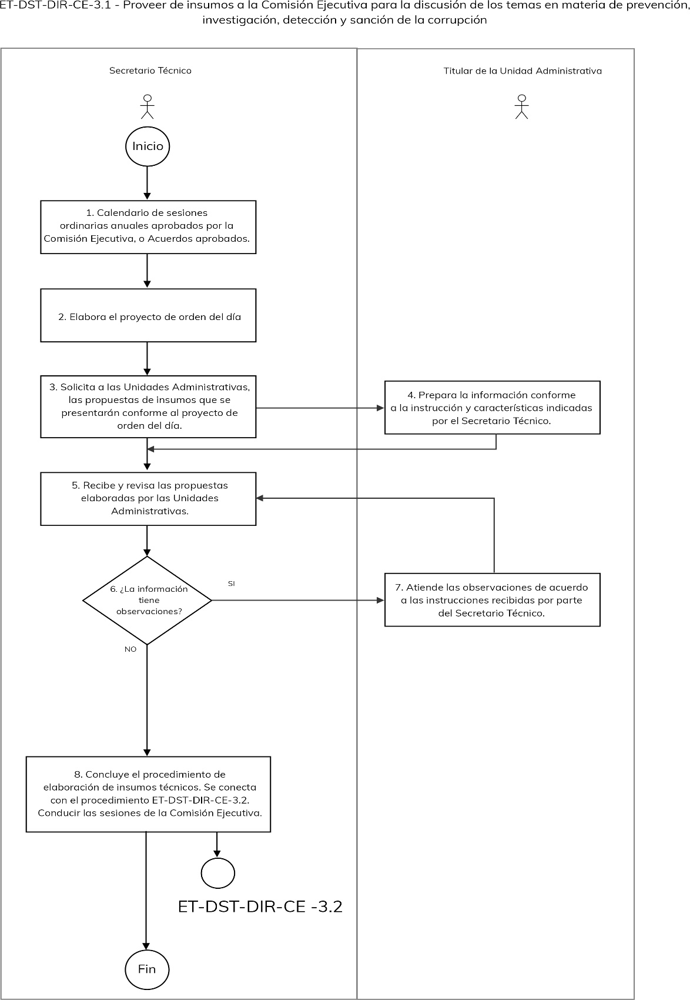 ET-DST-DIR-CE-3.1 - Proveer de insumos a la Comisión Ejecutiva para la discusión de los temas en materia de prevención,
investigación, detección y sanción de la corrupción
Secretario Técnico
Titular de la Unidad Administrativa
Inicio
1. Calendario de sesiones
ordinarias anuales aprobados por la
Comisión Ejecutiva, o Acuerdos aprobados.
2. Elabora el proyecto de orden del día
3. Solicita a las Unidades Administrativas,
las propuestas de insumos que se
presentarán conforme al proyecto de
orden del día.
4. Prepara la información conforme
a la instrucción y características indicadas
por el Secretario Técnico.
5. Recibe y revisa las propuestas
elaboradas por las Unidades
Administrativas.
6. ¿La información
tiene
observaciones?
SI
NO
7. Atiende las observaciones de acuerdo
a las instrucciones recibidas por parte
del Secretario Técnico.
8. Concluye el procedimiento de
elaboración de insumos técnicos. Se conecta
con el procedimiento ET-DST-DIR-CE-3.2.
Conducir las sesiones de la Comisión Ejecutiva.
ET-DST-DIR-CE -3.2
Fin